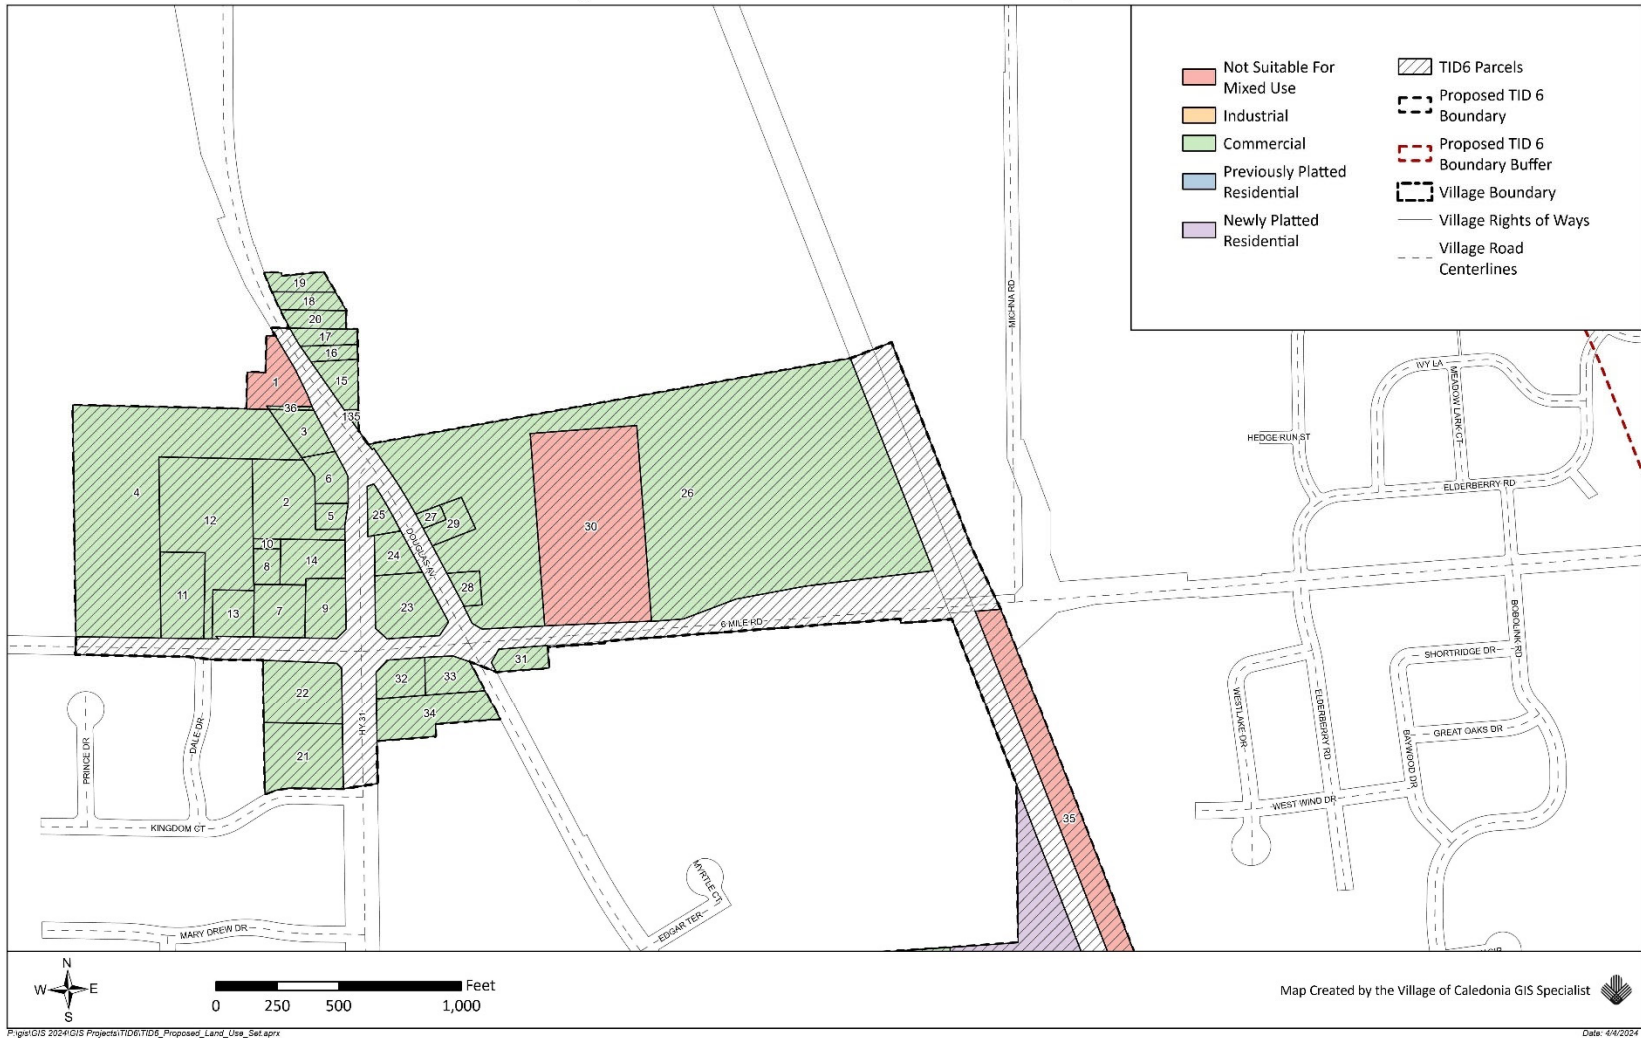 Not Suitable For
Mixed Use
Industrial
Commercial
Previously Platted
Residential
Newly Platted
Residential
TID6 Parcels
Proposed TID 6
Boundary
Proposed TID 6
Boundary Buffer
Village Boundary
Village Rights of Ways
Village Road
Centerlines
19
18
20
17
16
15
1
36
135
3
4
12
2
6
5
10
8
14
11
13
7
9
25
27
29
24
28
23
26
30
31
32
33
34
22
21
35
MICHNA RD
DOUGLAS AV
6 MILE RD
HY 31
PRINCE DR
DALE DR
KINGDOM CT
MARY DREW DR
MYRTLE CT
EDGAR TER
IVY LA
MEADOW LARK CT
HEDGE RUN ST
ELDERBERRY RD
BOBOLINK RD
SHORTRIDGE DR
WESTLAKE DR
ELDERBERRY RD
BAYWOOD DR
GREAT OAKS DR
WEST WIND DR
N
W E
S
Feet
0 250 500 1,000
Map Created by the Village of Caledonia GIS Specialist
P:\gis\GIS 2024\GIS Projects\TID6\TID6_Proposed_Land_Use_Set.aprx
Date: 4/4/2024